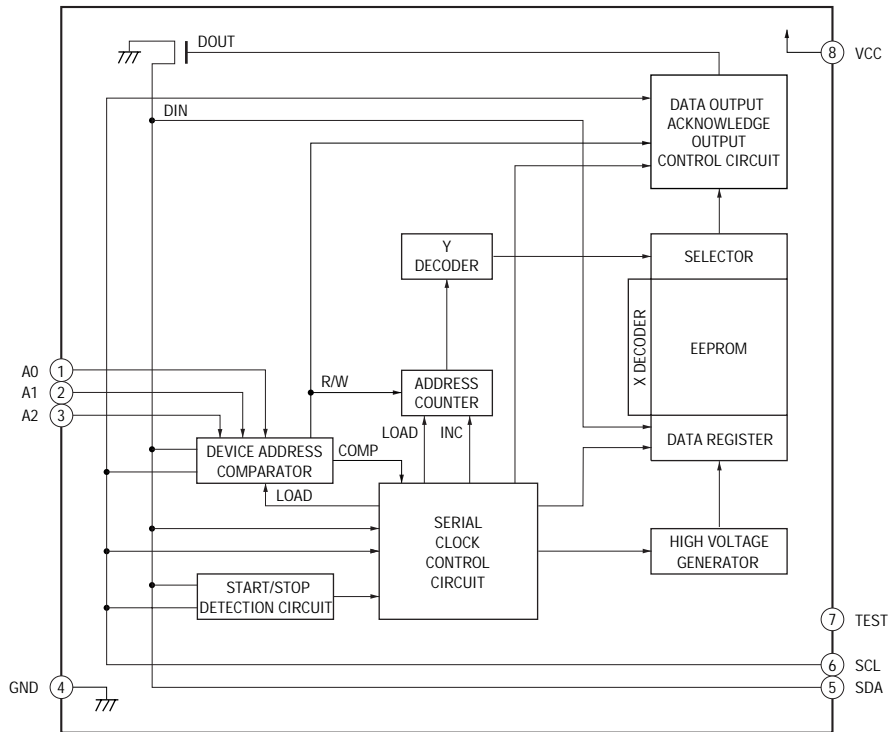 DOUT
8 VCC
DATA OUTPUT
ACKNOWLEDGE
OUTPUT
CONTROL CIRCUIT
DIN
Y
DECODER
SELECTOR
X DECODER
EEPROM
A0 1
A1 2
A2 3
R/W
ADDRESS
COUNTER
LOAD
INC
DATA REGISTER
DEVICE ADDRESS
COMPARATOR
COMP
LOAD
SERIAL
CLOCK
CONTROL
CIRCUIT
HIGH VOLTAGE
GENERATOR
START/STOP
DETECTION CIRCUIT
7 TEST
6 SCL
GND 4
5 SDA